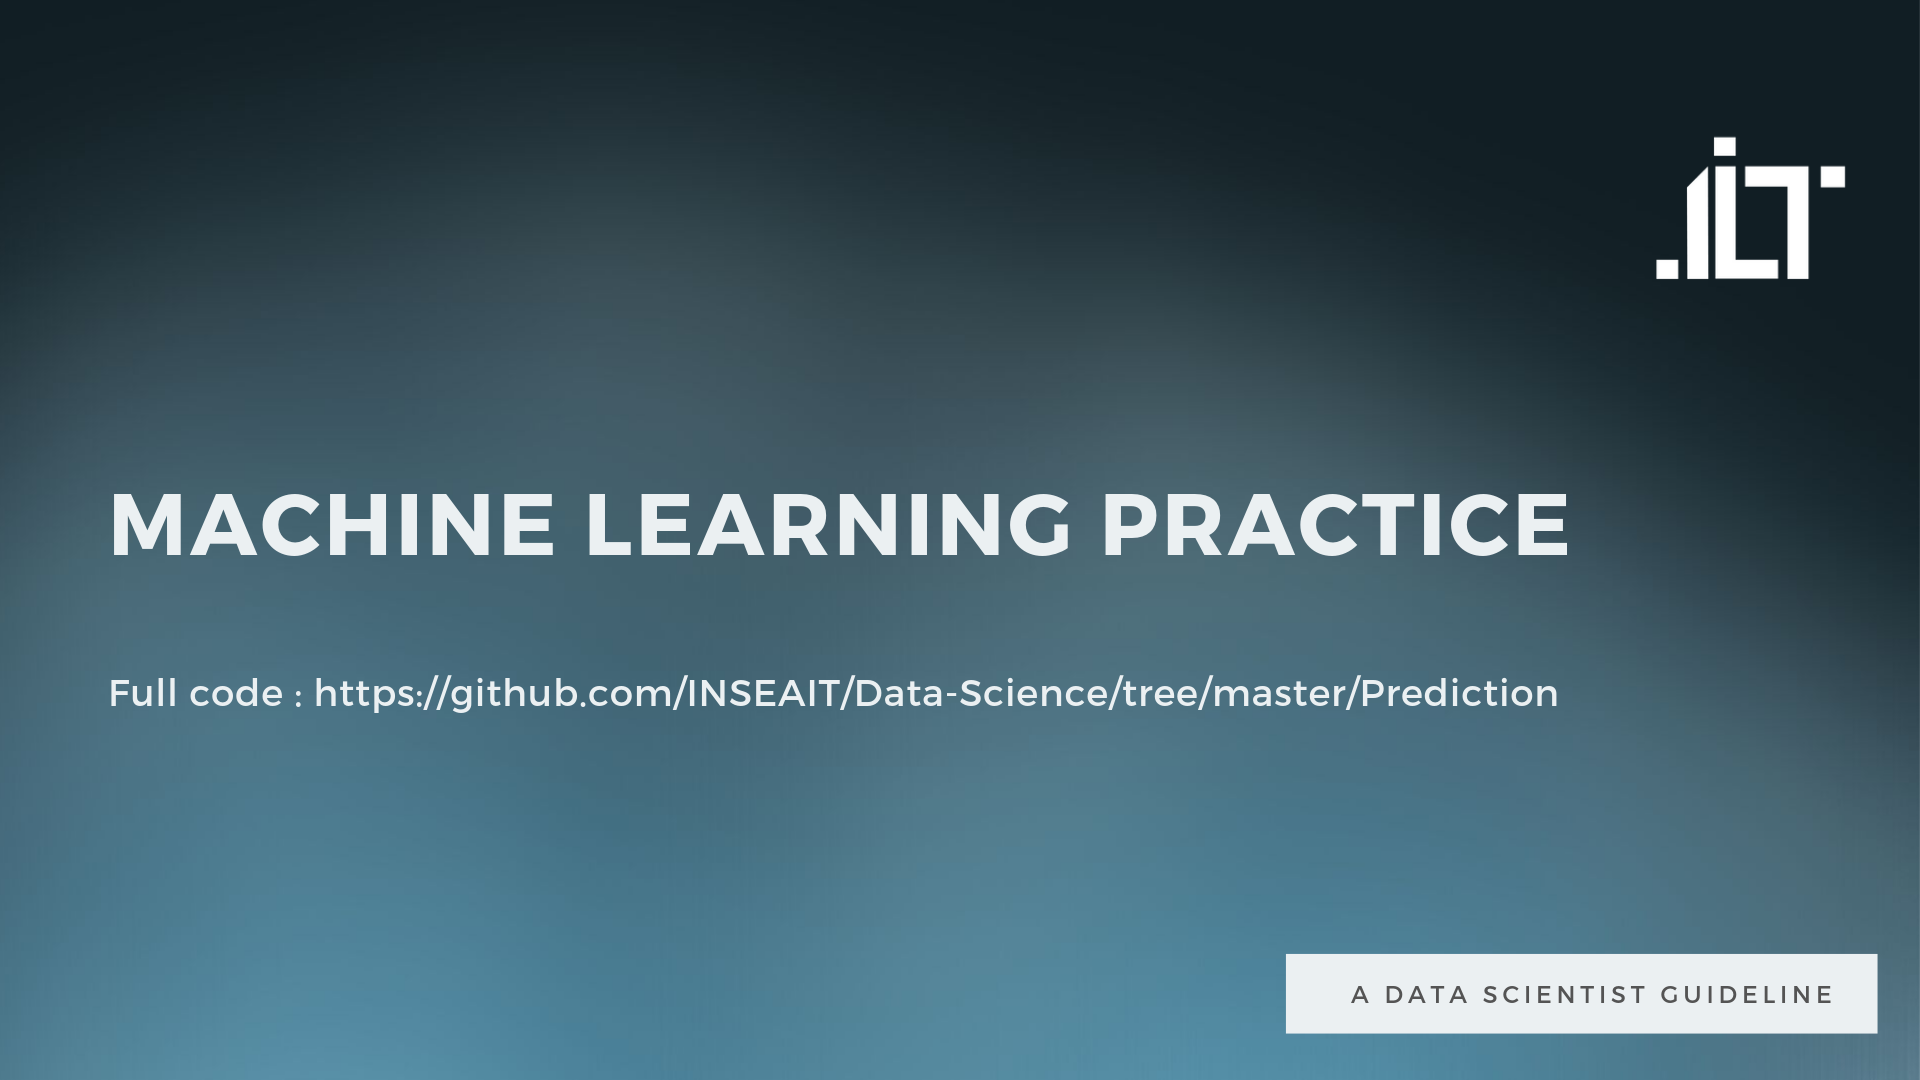 MACHINE LEARNING PRACTICE
Full code : https://github.com/INSEAIT/Data-Science/tree/master/Prediction
A DATA SCIENTIST GUIDELINE